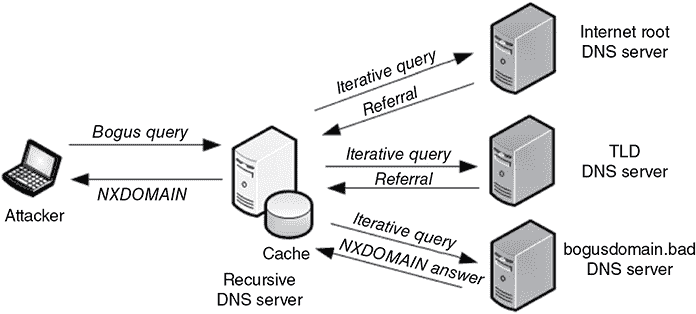 Bogus query
NXDOMAIN
Attacker
Cache
Recursive
DNS server
Iterative query
Referral
Internet root
DNS server
Iterative query
Referral
TLD
DNS server
Iterative query
NXDOMAIN answer
bogusdomain.bad
DNS server